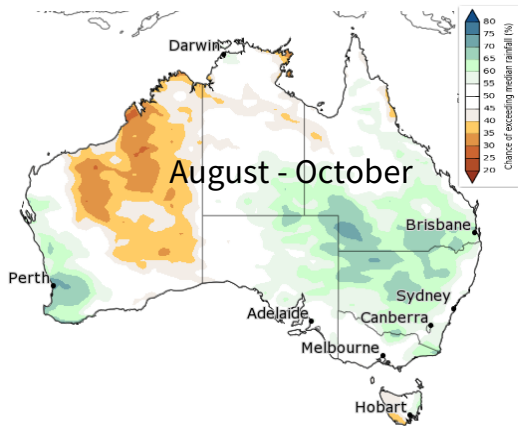 Darwin
August - October
Brisbane
Perth
Sydney
Adelaide
Canberra
Melbourne
Hobart
80
75
70
65
60
55
50
45
40
35
30
25
20
Chance of exceeding median rainfall (%)